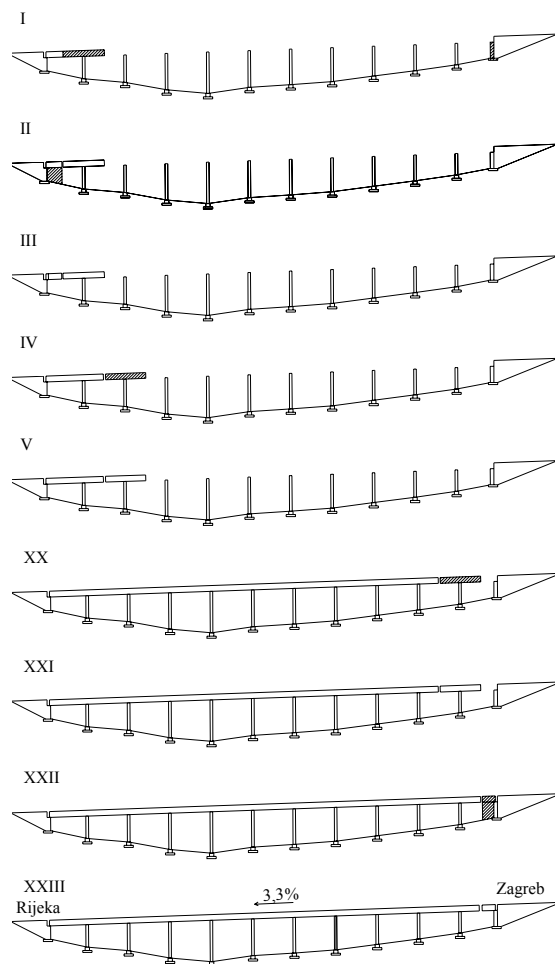 I
II
III
IV
V
XX
XXI
XXII
XXIII
3,3%
Zagreb
Rijeka